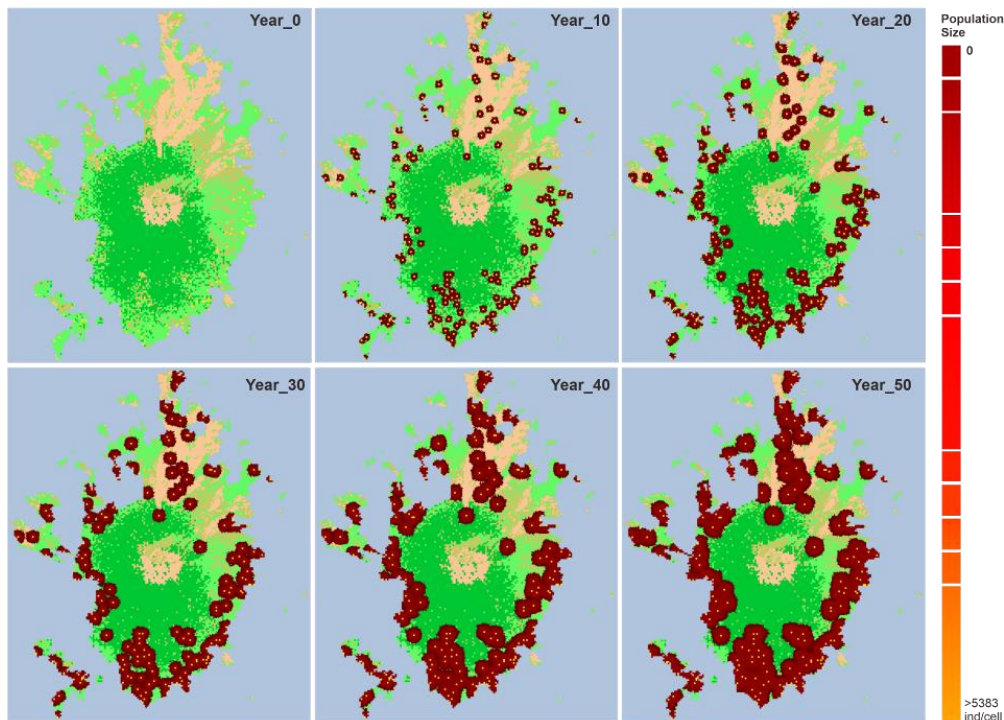 Year_0
Year_10
Year_20
Population
Size
0
Year_30
Year_40
Year_50
>5383
ind/cell